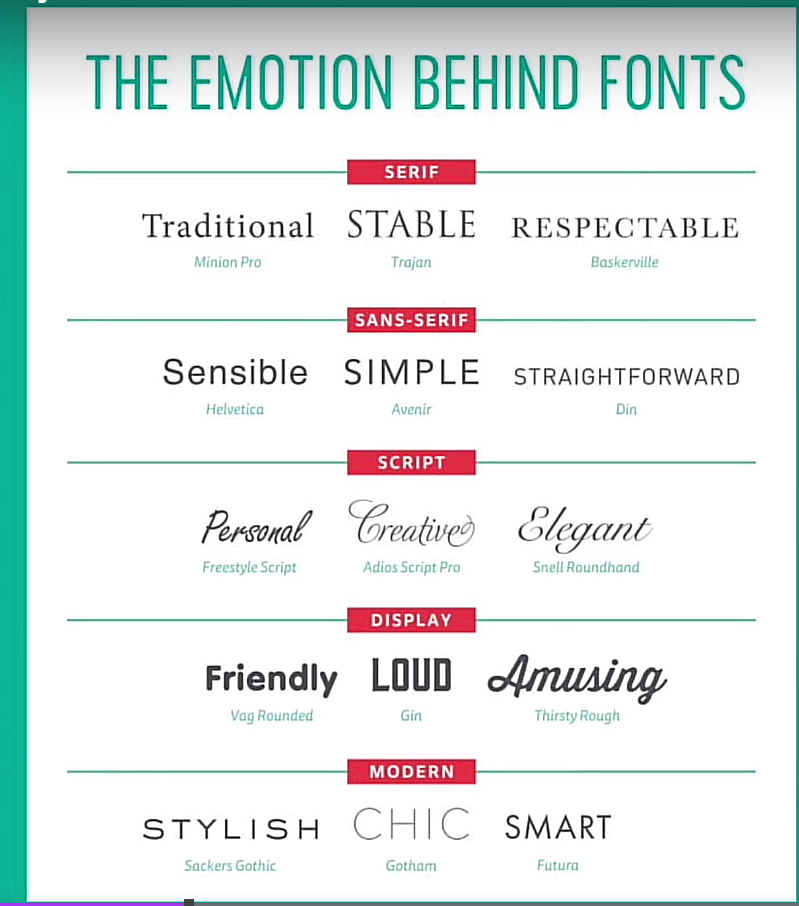 THE EMOTION BEHIND FONTS
SERIF
Traditional STABLE RESPECTABLE
Minion Pro Trajan Baskerville
SANS-SERIF
Sensible SIMPLE STRAIGHTFORWARD
Helvetica Avenir Din
SCRIPT
Personal Creative Elegant
Freestyle Script Adios Script Pro Snell Roundhand
DISPLAY
Friendly LOUD Amusing
Vag Rounded Gin Thirsty Rough
MODERN
STYLISH CHIC SMART
Sackers Gothic Gotham Futura